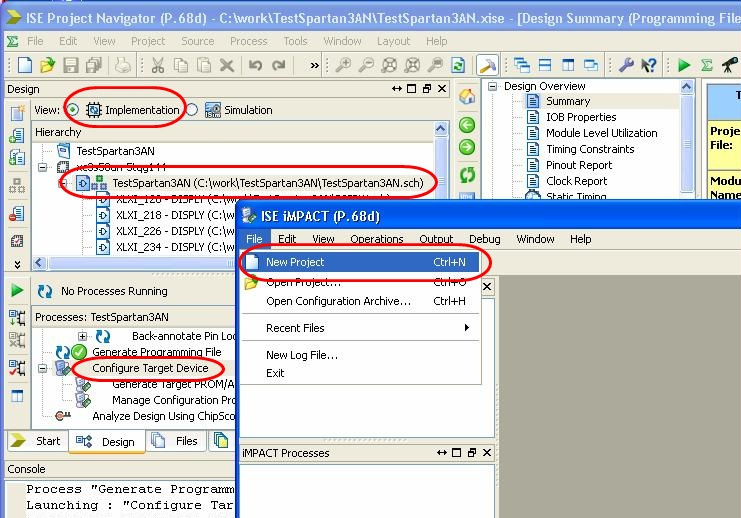 ISE Project Navigator (P.68d) - C:\work\TestSpartan3AN\TestSpartan3AN.xise - [Design Summary (Programming File
File Edit View Project Source Process Tools Window Layout Help
Design
View: Implementation Simulation
Hierarchy
TestSpartan3AN
xc3s50an-5tqg144
TestSpartan3AN (C:\work\TestSpartan3AN\TestSpartan3AN.sch)
XLXI_218 - DISPLY (C:\w
XLXI_226 - DISPLY (C:\w
XLXI_234 - DISPLY (C:\w
No Processes Running
Processes: TestSpartan3AN
Back-annotate Pin Loc
Generate Programming File
Configure Target Device
Generate Target PROM/A
Manage Configuration Pro
Analyze Design Using ChipSco
Start Design Files
Console
Process "Generate Programm
Launching : "Configure Tar
Design Overview
Summary
IOB Properties
Module Level Utilization
Timing Constraints
Pinout Report
Clock Report
Static Timing
Proje
File:
Modu
Name
ISE iMPACT (P.68d)
File Edit View Operations Output Debug Window Help
New Project Ctrl+N
Open Project... Ctrl+O
Open Configuration Archive... Ctrl+H
Recent Files
New Log File...
Exit
iMPACT Processes